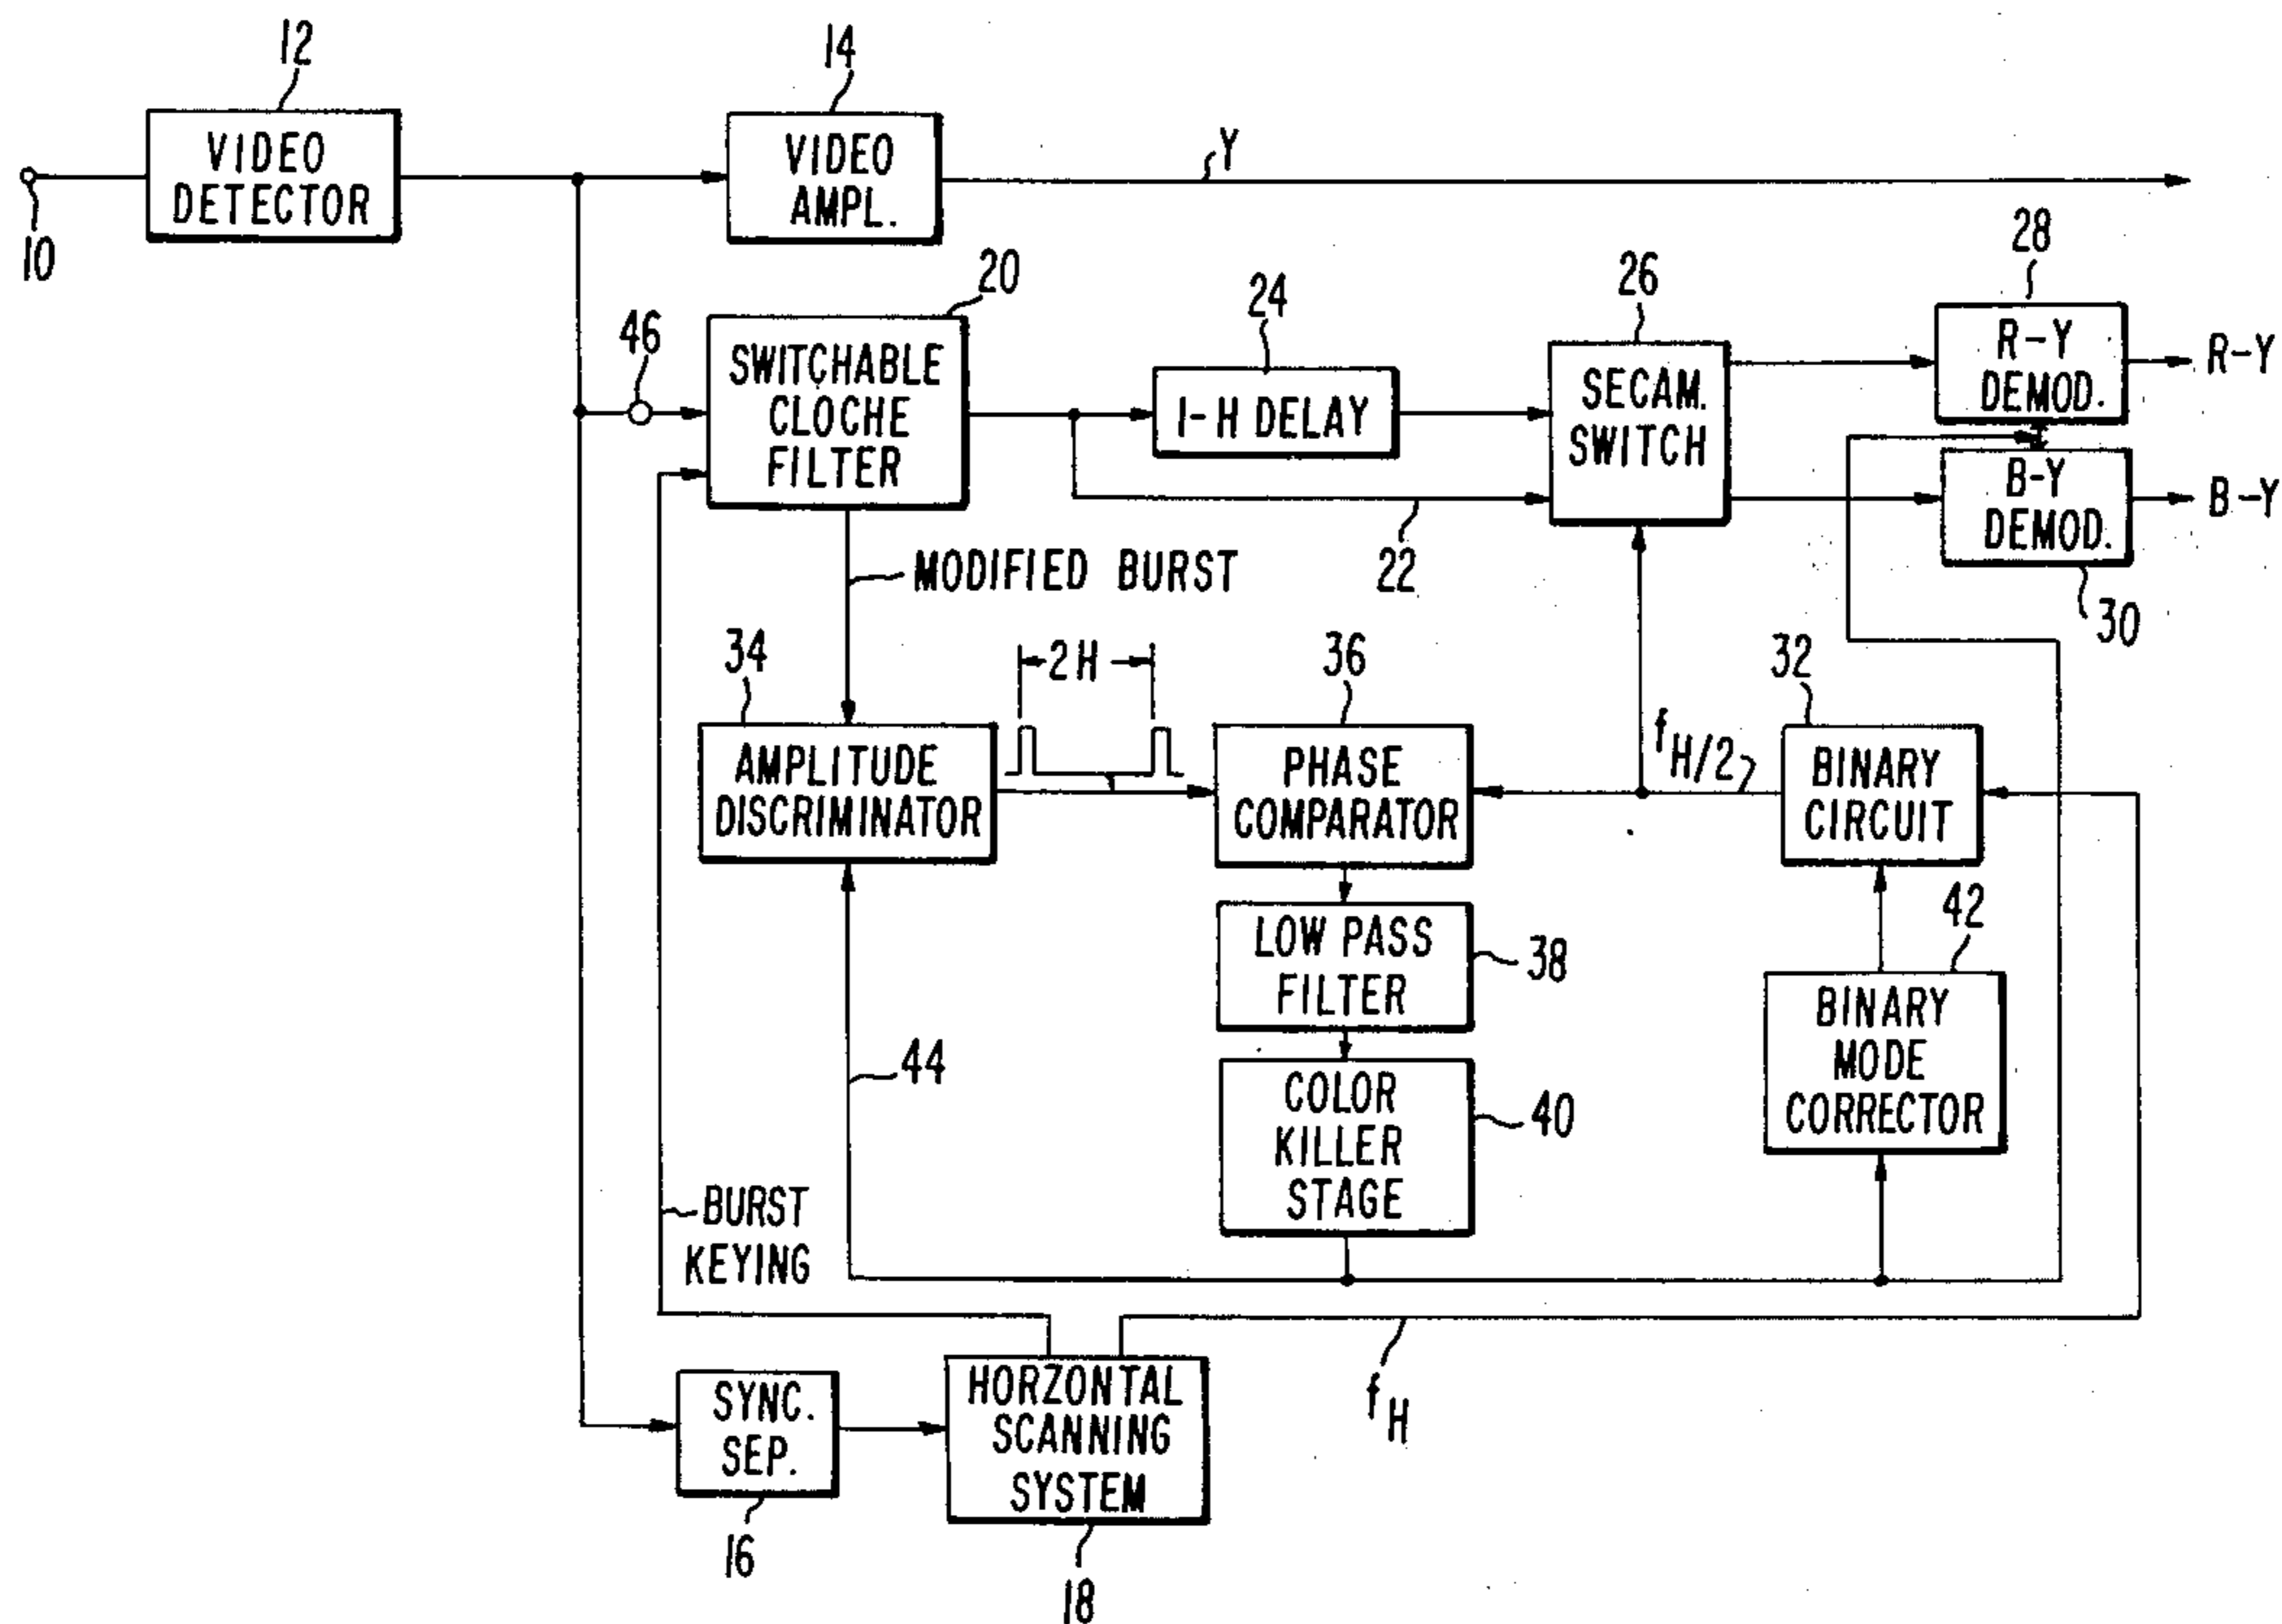 12
VIDEO
DETECTOR
10
14
VIDEO
AMPL.
Y
46
20
SWITCHABLE
CLOCHE
FILTER
24
1-H DELAY
22
26
SECAM.
SWITCH
28
R-Y
DEMOD.
R-Y
B-Y
DEMOD.
B-Y
30
MODIFIED BURST
34
AMPLITUDE
DISCRIMINATOR
2H
36
PHASE
COMPARATOR
fH/2
32
BINARY
CIRCUIT
LOW PASS
FILTER
38
42
BINARY
MODE
CORRECTOR
44
COLOR
KILLER
STAGE
40
BURST
KEYING
SYNC.
SEP.
16
HORZONTAL
SCANNING
SYSTEM
18
fH